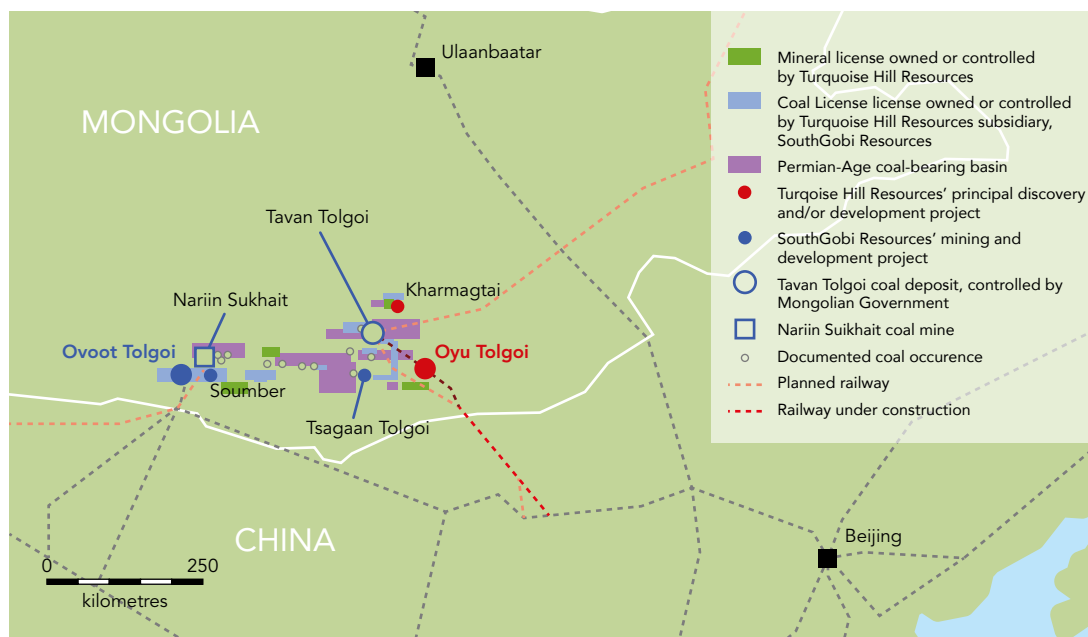 Ulaanbaatar
MONGOLIA
Tavan Tolgoi
Nariin Sukhait
Kharmagtai
Ovoot Tolgoi
Oyu Tolgoi
Soumber
Tsagaan Tolgoi
CHINA
Beijing
0 250
kilometres
Mineral license owned or controlled
by Turquoise Hill Resources
Coal License license owned or controlled
by Turquoise Hill Resources subsidiary,
SouthGobi Resources
Permian-Age coal-bearing basin
Turqoise Hill Resources' principal discovery
and/or development project
SouthGobi Resources' mining and
development project
Tavan Tolgoi coal deposit, controlled by
Mongolian Government
Nariin Suikhait coal mine
Documented coal occurence
Planned railway
Railway under construction